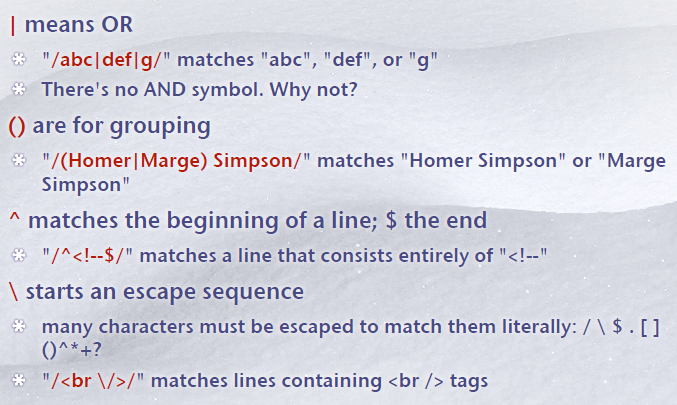 | means OR
"/abc|def|g/" matches "abc", "def", or "g"
There's no AND symbol. Why not?
() are for grouping
"/(Homer|Marge) Simpson/" matches "Homer Simpson" or "Marge
Simpson"
^ matches the beginning of a line; $ the end
"/^<!--$/" matches a line that consists entirely of "<!--"
\ starts an escape sequence
many characters must be escaped to match them literally: / \ $ . [ ]
()^*+?
"/<br \/>/" matches lines containing <br /> tags